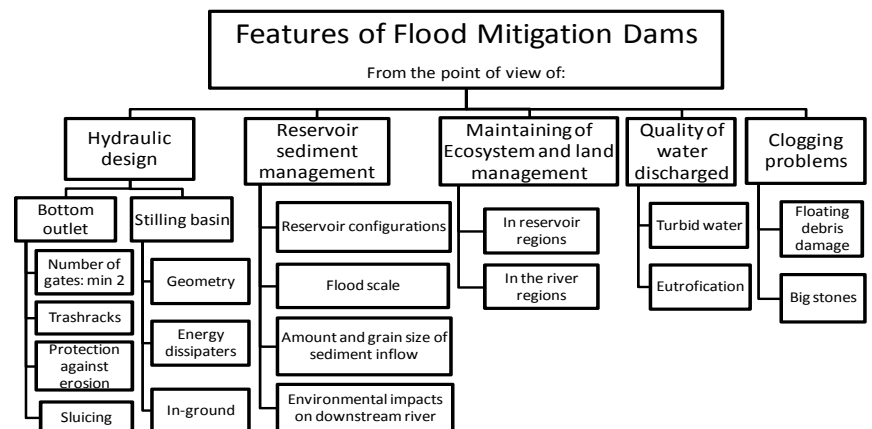 Features of Flood Mitigation Dams
From the point of view of:
Hydraulic
design
Bottom
outlet
Number of
gates: min 2
Trashracks
Protection
against
erosion
Sluicing
Stilling basin
Geometry
Energy
dissipaters
In-ground
Reservoir
sediment
management
Reservoir configurations
Flood scale
Amount and grain size of
sediment inflow
Environmental impacts
on downstream river
Maintaining of
Ecosystem and land
management
In reservoir
regions
In the river
regions
Quality of
water
discharged
Turbid water
Eutrofication
Clogging
problems
Floating
debris
damage
Big stones